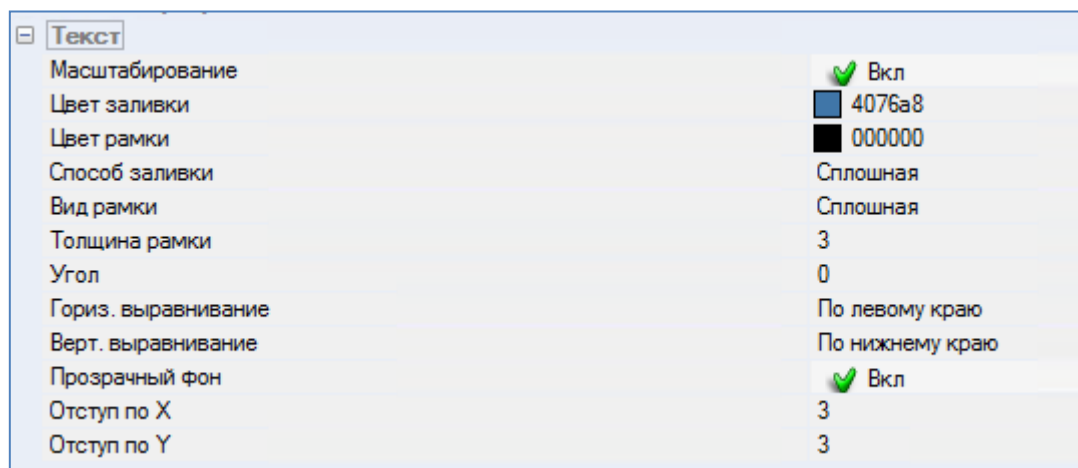 Текст
Масштабирование Вкл
Цвет заливки 4076a8
Цвет рамки 000000
Способ заливки Сплошная
Вид рамки Сплошная
Толщина рамки 3
Угол 0
Гориз. выравнивание По левому краю
Верт. выравнивание По нижнему краю
Прозрачный фон Вкл
Отступ по X 3
Отступ по Y 3